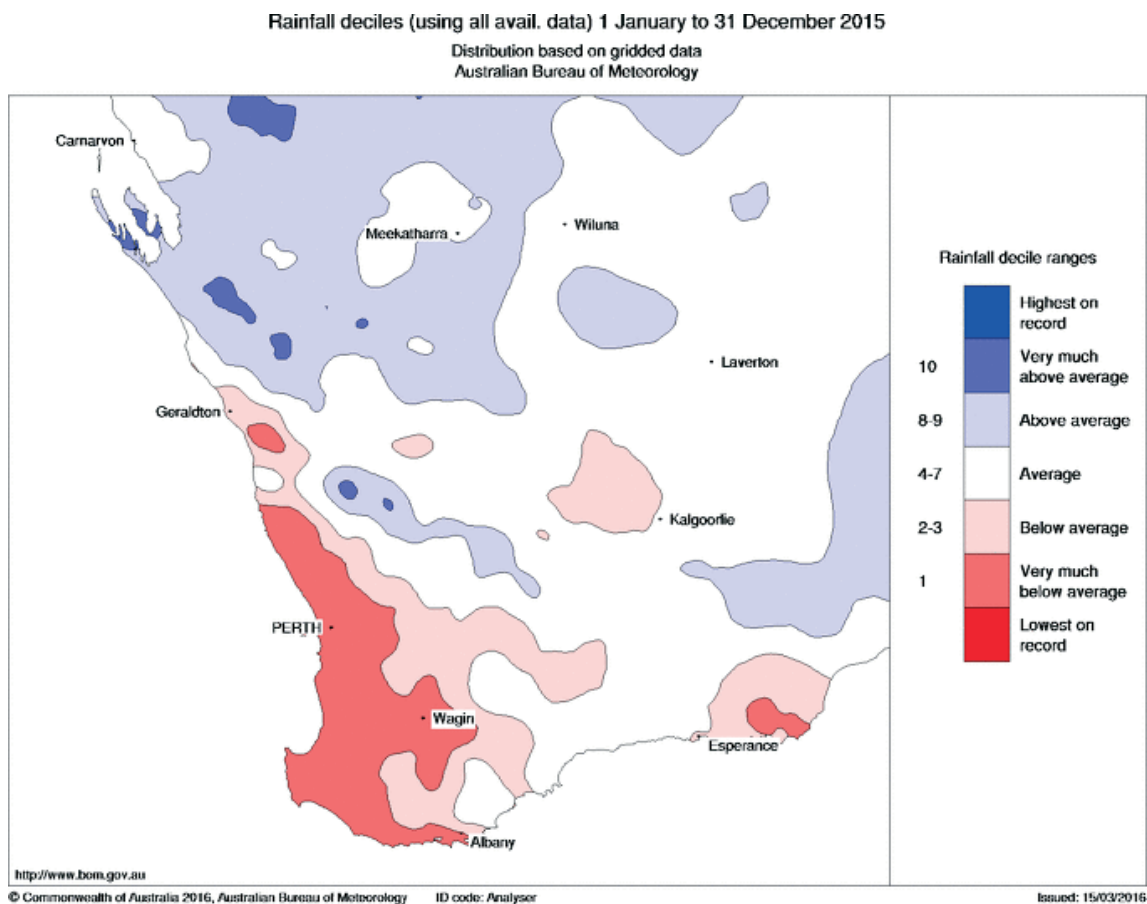 Rainfall deciles (using all avail. data) 1 January to 31 December 2015
Distribution based on gridded data
Australian Bureau of Meteorology
Carnarvon
Meekatharra
Wiluna
Laverton
Geraldton
Kalgoorlie
PERTH
Wagin
Esperance
Albany
Rainfall decile ranges
Highest on
record
10 Very much
above average
8-9 Above average
4-7 Average
2-3 Below average
1 Very much
below average
Lowest on
record
http://www.bom.gov.au
© Commonwealth of Australia 2016, Australian Bureau of Meteorology ID code: Analyser Issued: 15/03/2016